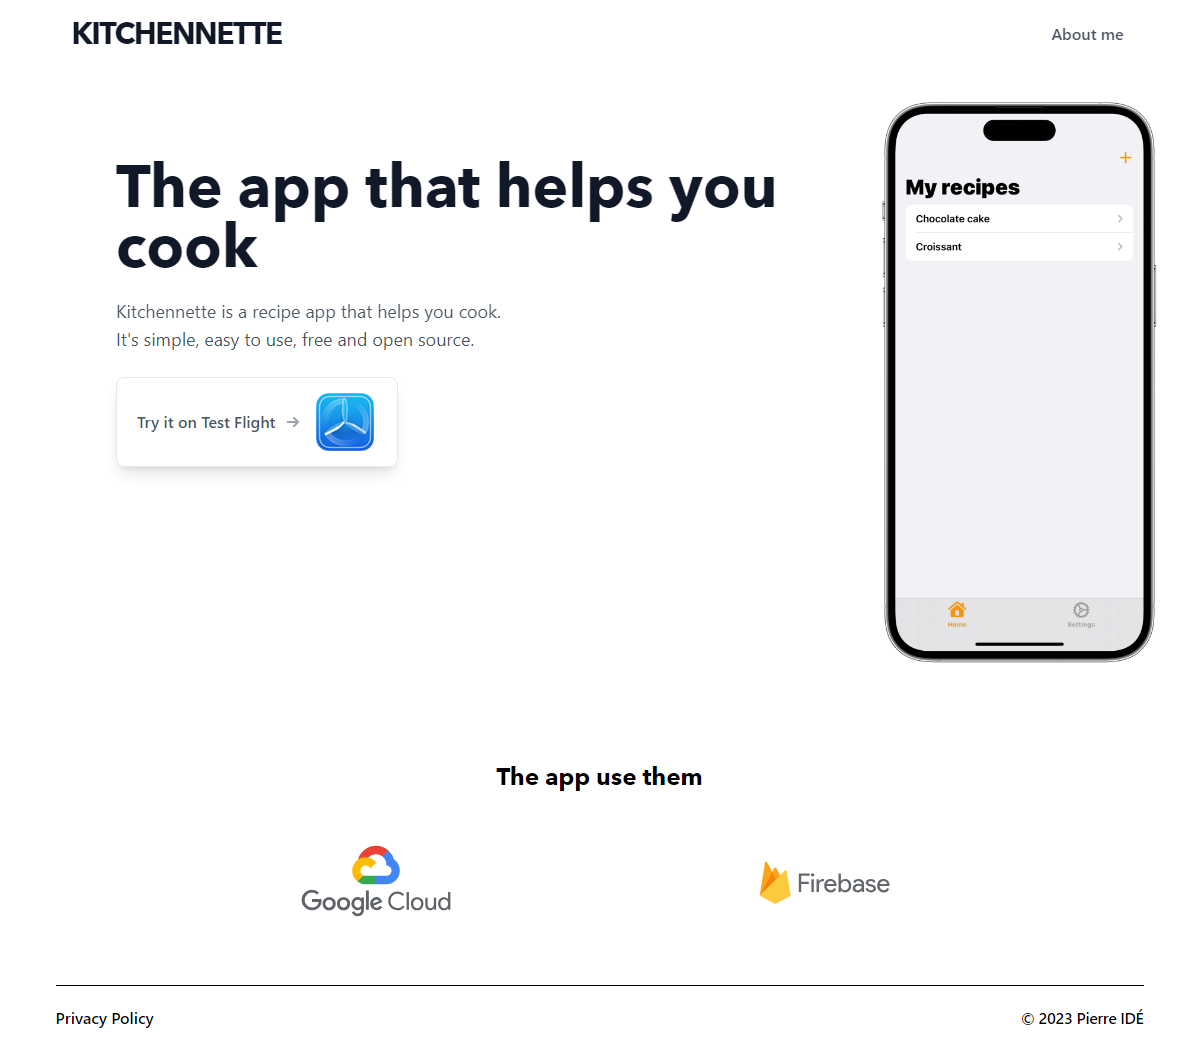 KITCHENNETTE
About me
The app that helps you
cook
Kitchennette is a recipe app that helps you cook.
It's simple, easy to use, free and open source.
Try it on Test Flight →
+
My recipes
Chocolate cake
Croissant
Home
Settings
The app use them
Google Cloud
Firebase
Privacy Policy
© 2023 Pierre IDÉ